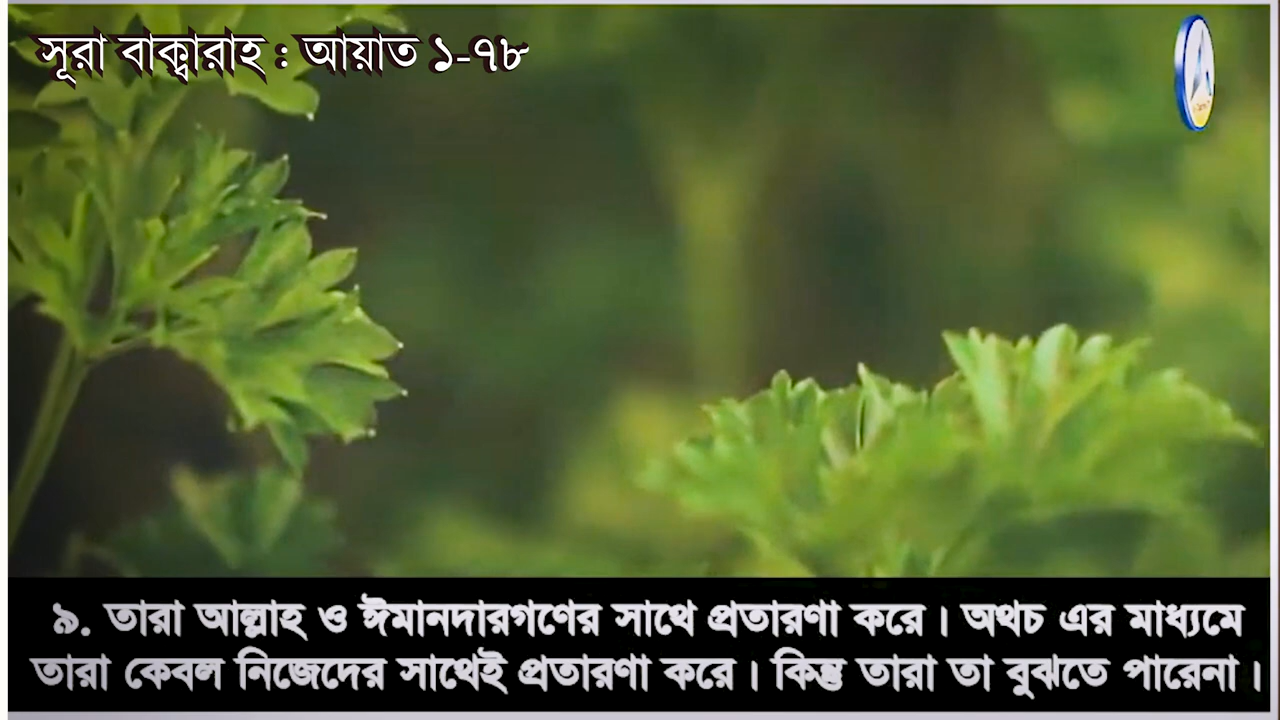 সূরা বাক্বারাহ : আয়াত ১-৭৮
৯. তারা আল্লাহ ও ঈমানদারগণের সাথে প্রতারণা করে। অথচ এর মাধ্যমে
তারা কেবল নিজেদের সাথেই প্রতারণা করে। কিন্তু তারা তা বুঝতে পারেনা।